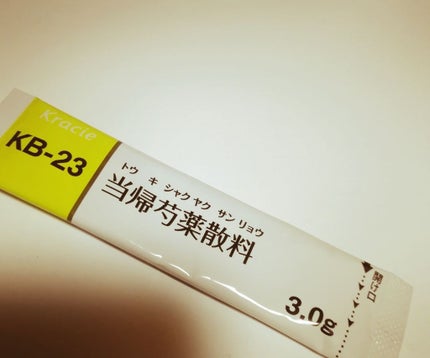 Kracie
KB-23
トウ キ シャクヤク サンリョウ
当帰芍薬散料
3.0g
開け口